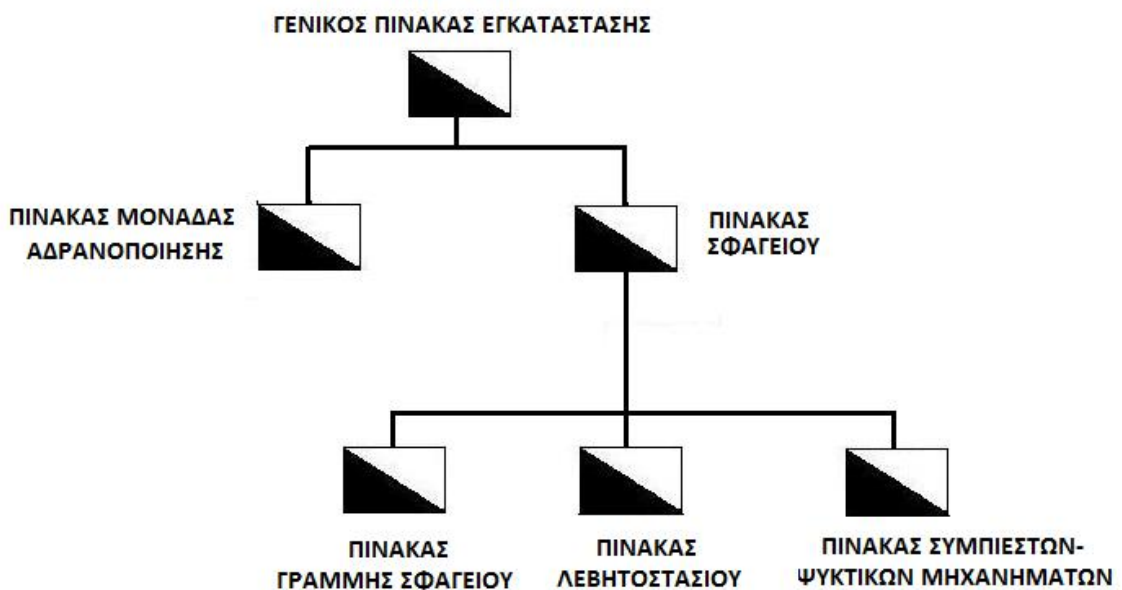 ΓΕΝΙΚΟΣ ΠΙΝΑΚΑΣ ΕΓΚΑΤΑΣΤΑΣΗΣ
ΠΙΝΑΚΑΣ ΜΟΝΑΔΑΣ
ΑΔΡΑΝΟΠΟΙΗΣΗΣ
ΠΙΝΑΚΑΣ
ΣΦΑΓΕΙΟΥ
ΠΙΝΑΚΑΣ
ΓΡΑΜΜΗΣ ΣΦΑΓΕΙΟΥ
ΠΙΝΑΚΑΣ
ΛΕΒΗΤΟΣΤΑΣΙΟΥ
ΠΙΝΑΚΑΣ ΣΥΜΠΙΕΣΤΩΝ-
ΨΥΚΤΙΚΩΝ ΜΗΧΑΝΗΜΑΤΩΝ